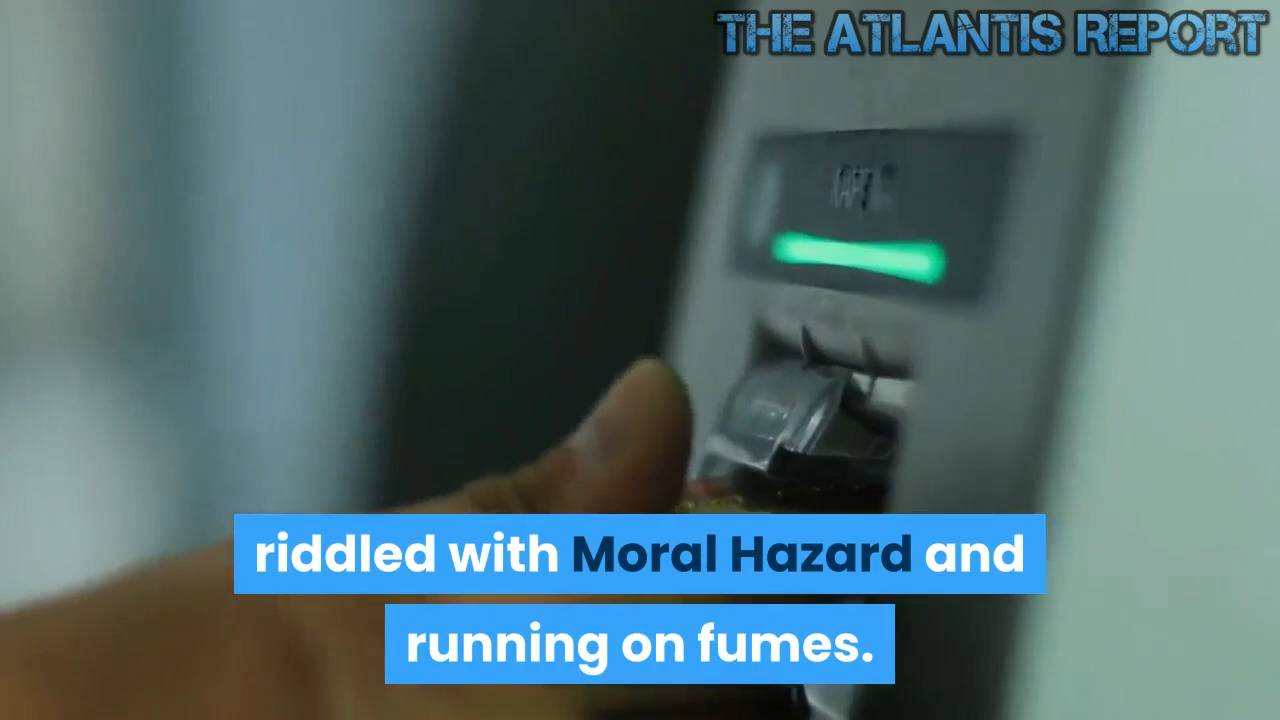 THE ATLANTIS REPORT
riddled with Moral Hazard and
running on fumes.